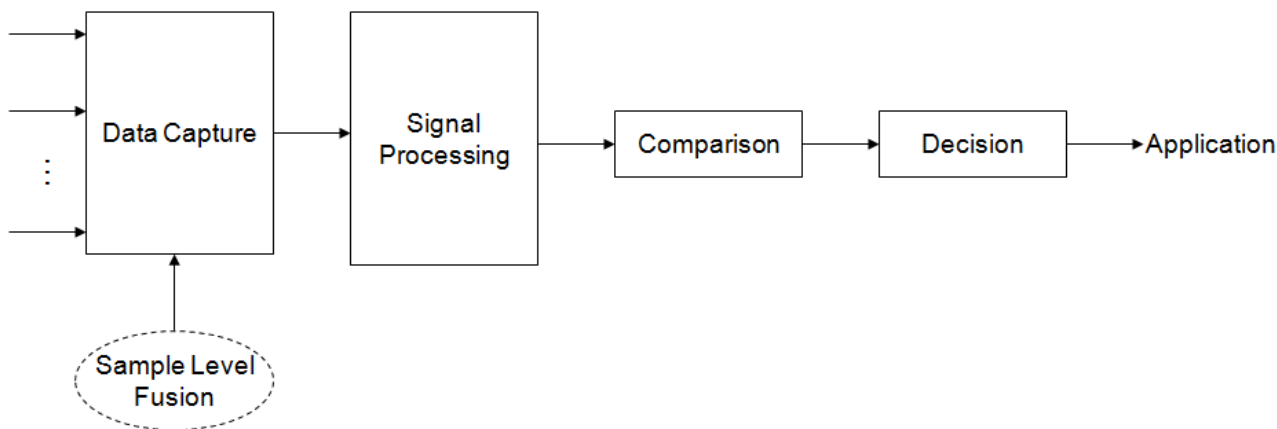 Data Capture
Signal
Processing
Comparison
Decision
Application
⋮
Sample Level
Fusion